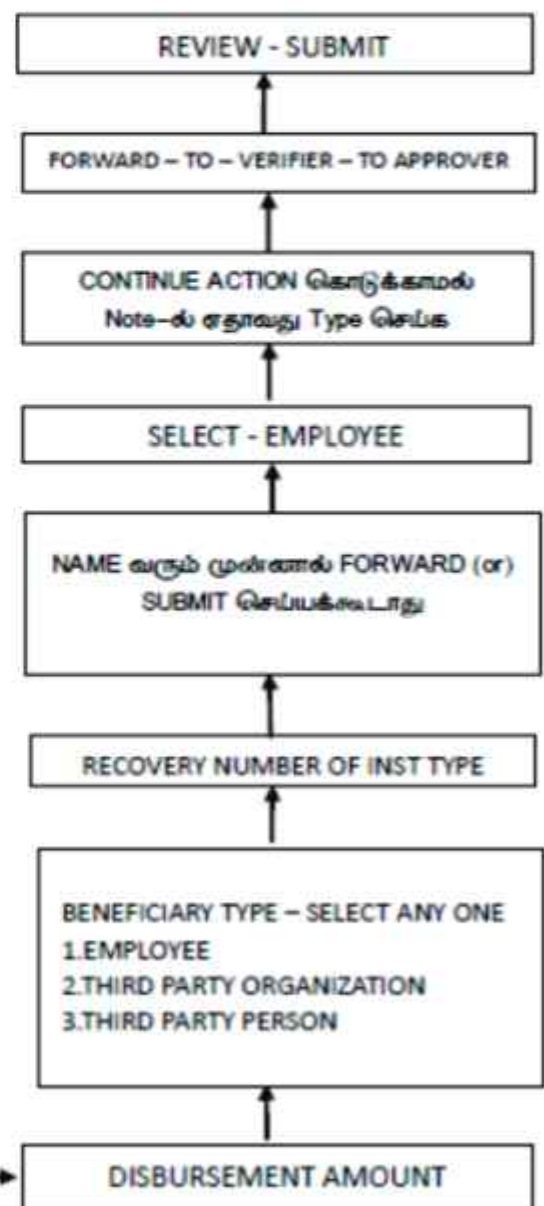 REVIEW - SUBMIT
FORWARD – TO – VERIFIER – TO APPROVER
CONTINUE ACTION கொடுக்காமல்
Note–ல் ஏதாவது Type செய்க
SELECT - EMPLOYEE
NAME வரும் முன்னால் FORWARD (or)
SUBMIT செய்யக்கூடாது
RECOVERY NUMBER OF INST TYPE
BENEFICIARY TYPE – SELECT ANY ONE
1.EMPLOYEE
2.THIRD PARTY ORGANIZATION
3.THIRD PARTY PERSON
DISBURSEMENT AMOUNT